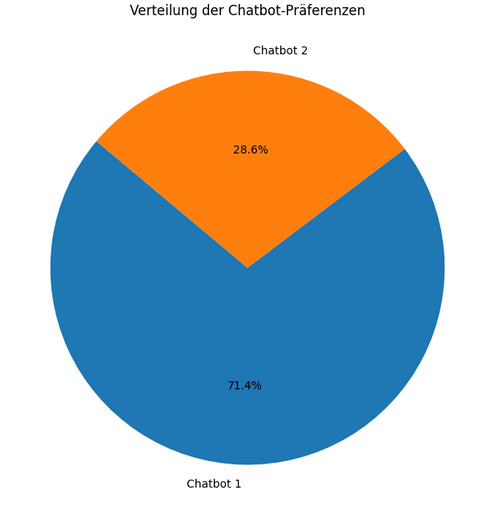 Verteilung der Chatbot-Präferenzen
Chatbot 2
28.6%
71.4%
Chatbot 1